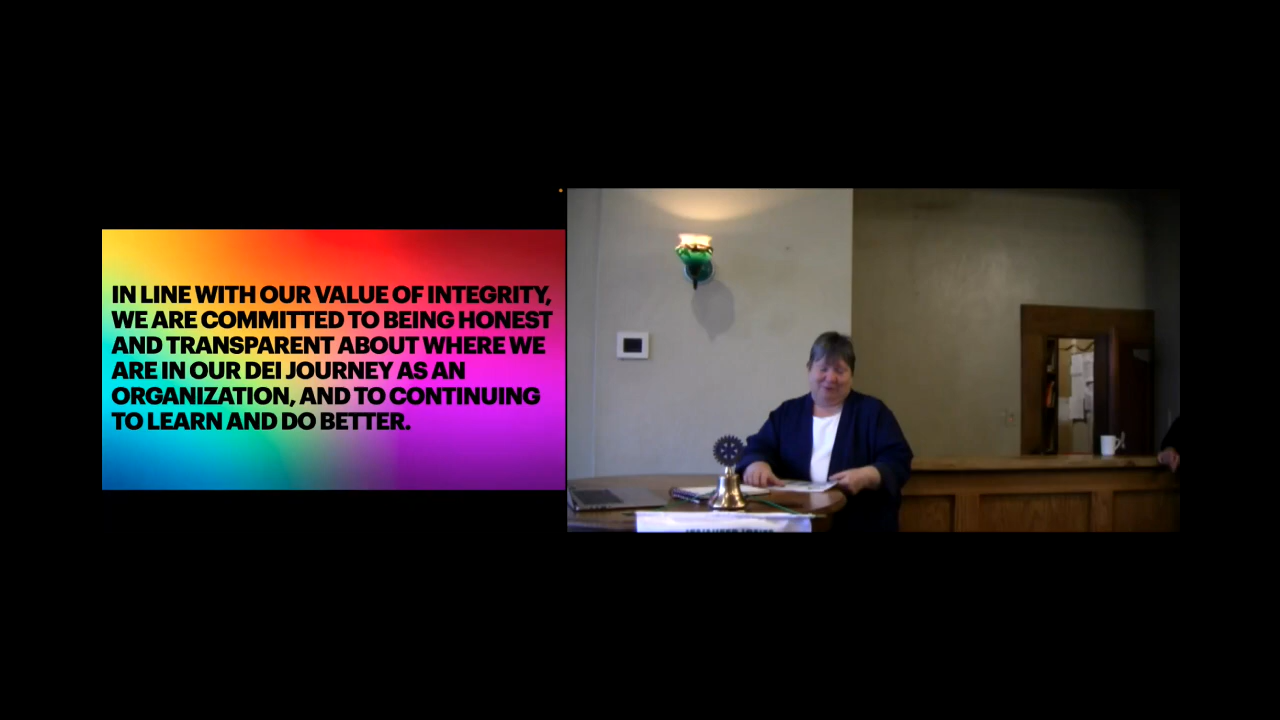 IN LINE WITH OUR VALUE OF INTEGRITY,
WE ARE COMMITTED TO BEING HONEST
AND TRANSPARENT ABOUT WHERE WE
ARE IN OUR DEI JOURNEY AS AN
ORGANIZATION, AND TO CONTINUING
TO LEARN AND DO BETTER.